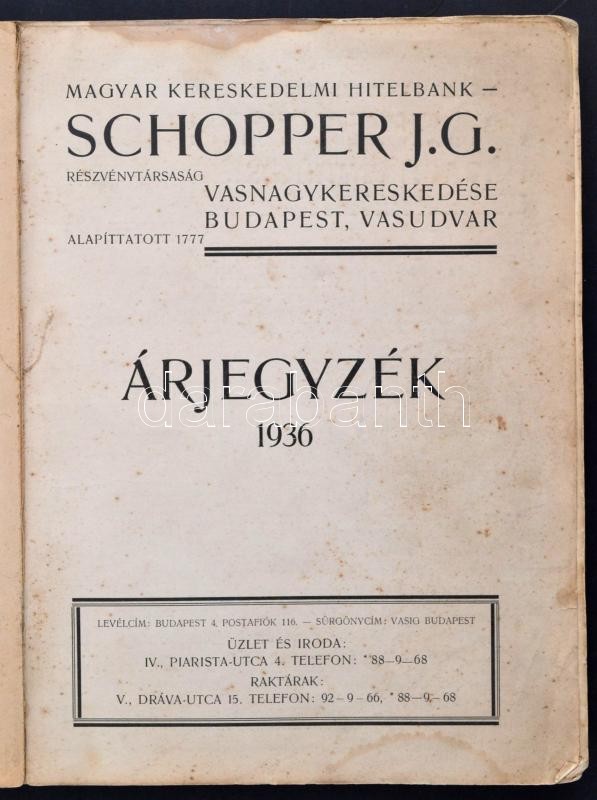 MAGYAR KERESKEDELMI HITELBANK —
SCHOPPER J.G.
RÉSZVÉNYTÁRSASÁG
VASNAGYKERESKEDÉSE
BUDAPEST, VASUDVAR
ALAPÍTTATOTT 1777
ÁRJEGYZÉK
darabanth
1936
LEVÉLCÍM: BUDAPEST 4, POSTAFIÓK 116. — SÜRGÖNYCÍM: VASIG BUDAPEST
ÜZLET ÉS IRODA:
IV., PIARISTA-UTCA 4. TELEFON: *88—9—68
RAKTÁRAK:
V., DRÁVA-UTCA 15. TELEFON: 92—9—66, *88—9—68